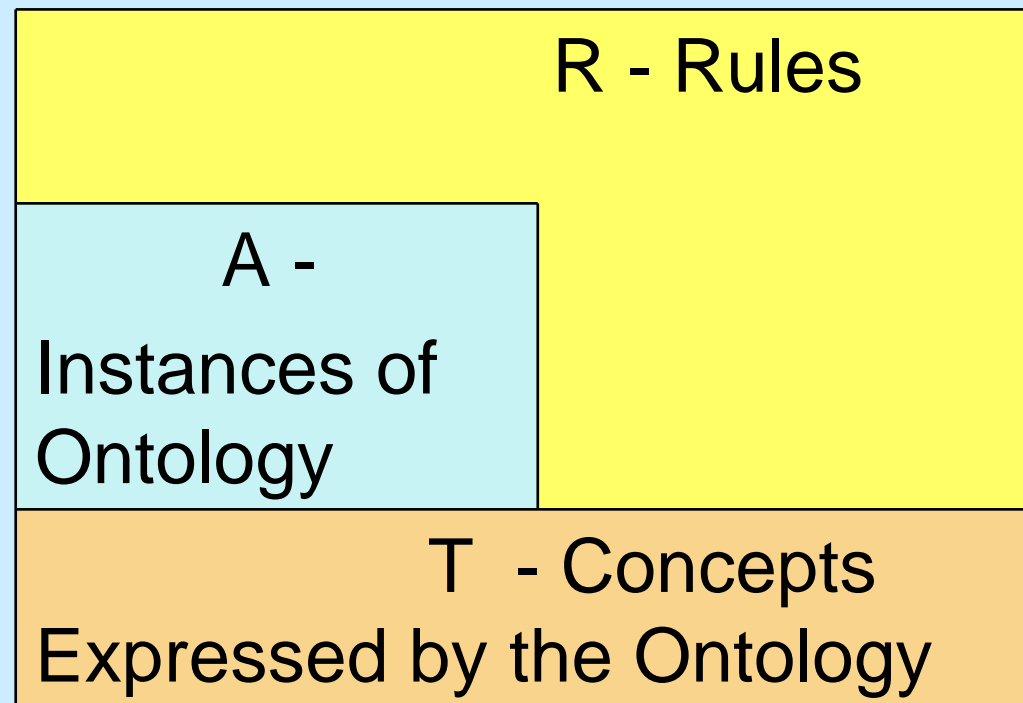 R - Rules
A -
Instances of
Ontology
T - Concepts
Expressed by the Ontology